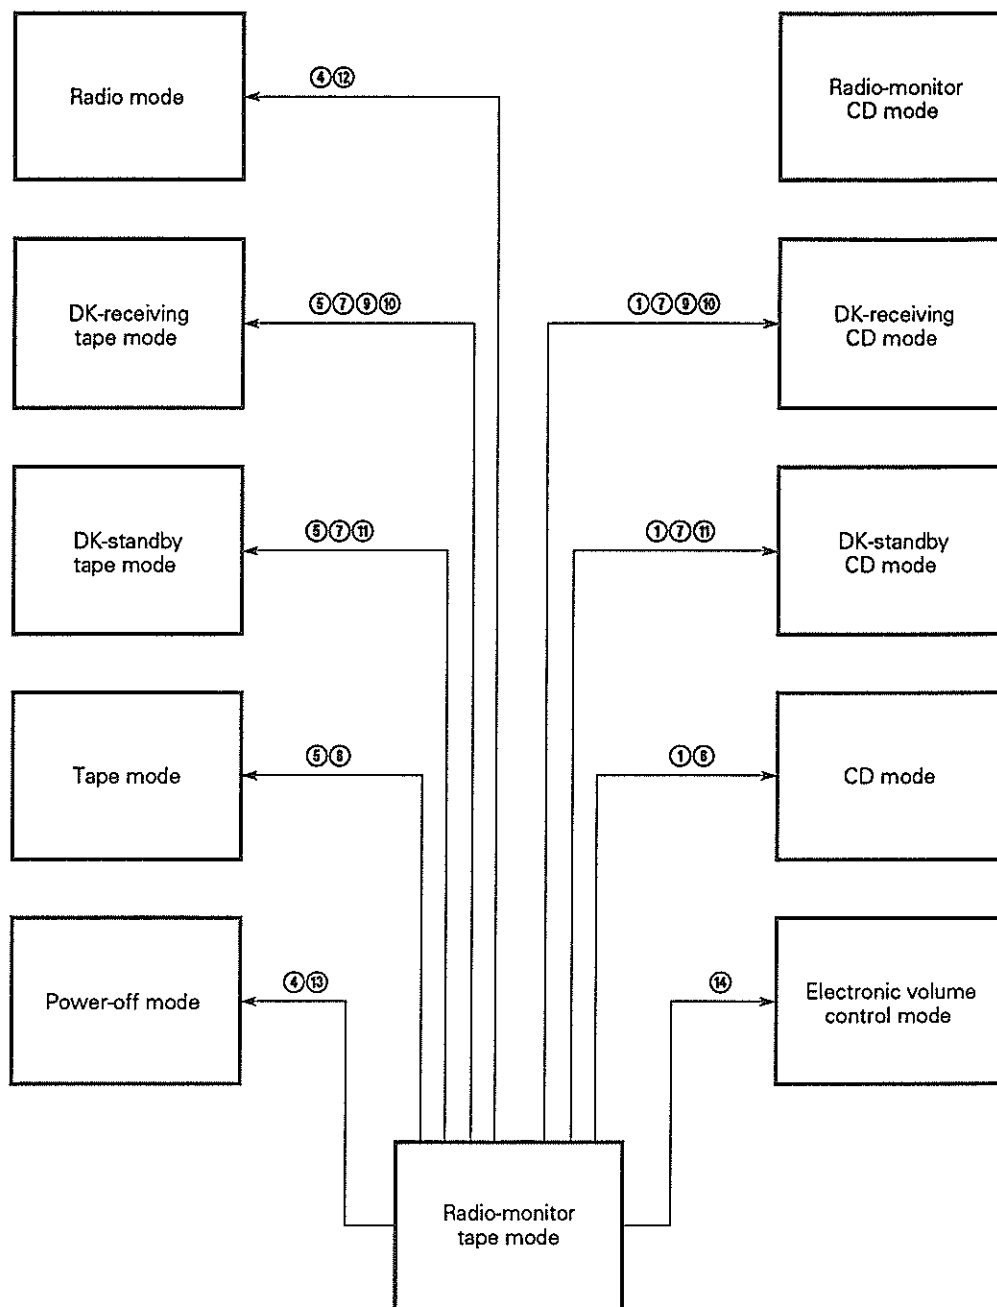 ④⑫
Radio mode
Radio-monitor
CD mode
⑤⑦⑨⑩
DK-receiving
tape mode
①⑦⑨⑩
DK-receiving
CD mode
⑤⑦⑪
DK-standby
tape mode
①⑦⑪
DK-standby
CD mode
⑤⑥
Tape mode
①⑥
CD mode
④⑬
Power-off mode
⑭
Electronic volume
control mode
Radio-monitor
tape mode